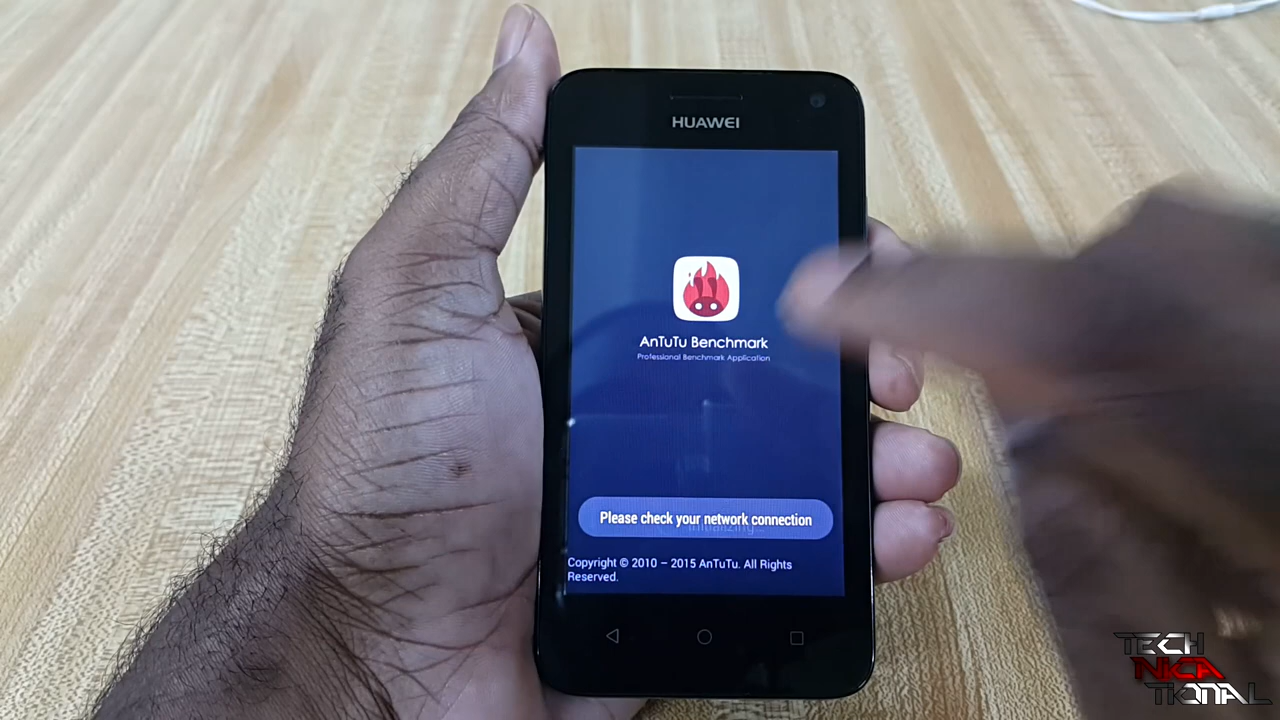 HUAWEI
AnTuTu Benchmark
Professional Benchmark Application
Please check your network connection
Initializing...
Copyright © 2010 – 2015 AnTuTu. All Rights
Reserved.
TECH
NICA
TIONAL